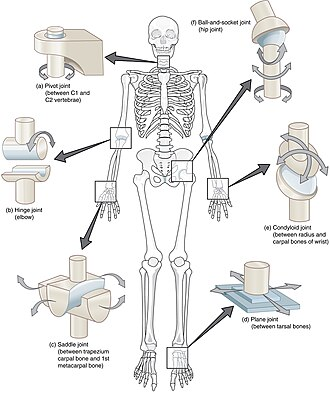 (f) Ball-and-socket joint
(hip joint)
(a) Pivot joint
(between C1 and
C2 vertebrae)
(b) Hinge joint
(elbow)
(e) Condyloid joint
(between radius and
carpal bones of wrist)
(c) Saddle joint
(between trapezium
carpal bone and 1st
metacarpal bone)
(d) Plane joint
(between tarsal bones)